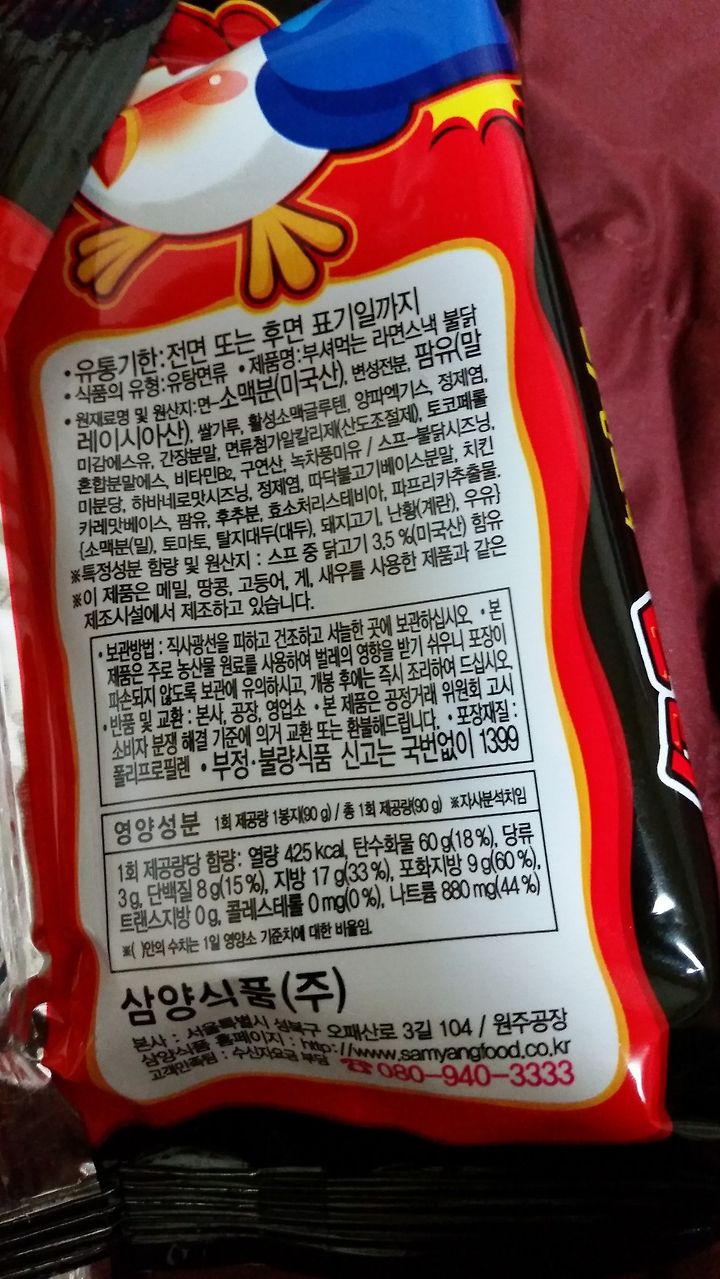 •유통기한:전면 또는 후면 표기일까지
•식품의 유형:유탕면류 •제품명:부셔먹는 라면스낵 불닭
•원재료명 및 원산지:면-소맥분(미국산), 변성전분, 팜유(말
레이시아산), 쌀가루, 활성소맥글루텐, 양파엑기스, 정제염,
미감에스유, 간장분말, 면류첨가알칼리제(산도조절제), 토코페롤
혼합분말에스, 비타민B₂, 구연산, 녹차풍미유 / 스프-불닭시즈닝,
미분당, 하바네로맛시즈닝, 정제염, 따닥불고기베이스분말, 치킨
카레맛베이스, 팜유, 후추분, 효소처리스테비아, 파프리카추출물,
{소맥분(밀), 토마토, 탈지대두(대두), 돼지고기, 난황(계란), 우유}
※특정성분 함량 및 원산지 : 스프 중 닭고기 3.5 %(미국산) 함유
※이 제품은 메밀, 땅콩, 고등어, 게, 새우를 사용한 제품과 같은
제조시설에서 제조하고 있습니다.
•보관방법 : 직사광선을 피하고 건조하고 서늘한 곳에 보관하십시오. •본
제품은 주로 농산물 원료를 사용하여 벌레의 영향을 받기 쉬우니 포장이
파손되지 않도록 보관에 유의하시고, 개봉 후에는 즉시 조리하여 드십시오.
•반품 및 교환 : 본사, 공장, 영업소 •본 제품은 공정거래 위원회 고시
소비자 분쟁 해결 기준에 의거 교환 또는 환불해드립니다. •포장재질 :
폴리프로필렌 •부정·불량식품 신고는 국번없이 1399
영양성분 1회 제공량 1봉지(90 g) / 총 1회 제공량(90 g) ※자사분석치임
1회 제공량당 함량: 열량 425 kcal, 탄수화물 60 g(18 %), 당류
3 g, 단백질 8 g(15 %), 지방 17 g(33 %), 포화지방 9 g(60 %),
트랜스지방 0 g, 콜레스테롤 0 mg(0 %), 나트륨 880 mg(44 %)
※( )안의 수치는 1일 영양소 기준치에 대한 비율임.
삼양식품(주)
본사 : 서울특별시 성북구 오패산로 3길 104 / 원주공장
삼양식품 홈페이지 : http://www.samyangfood.co.kr
고객만족팀 : 수신자요금 부담 ☎080-940-3333